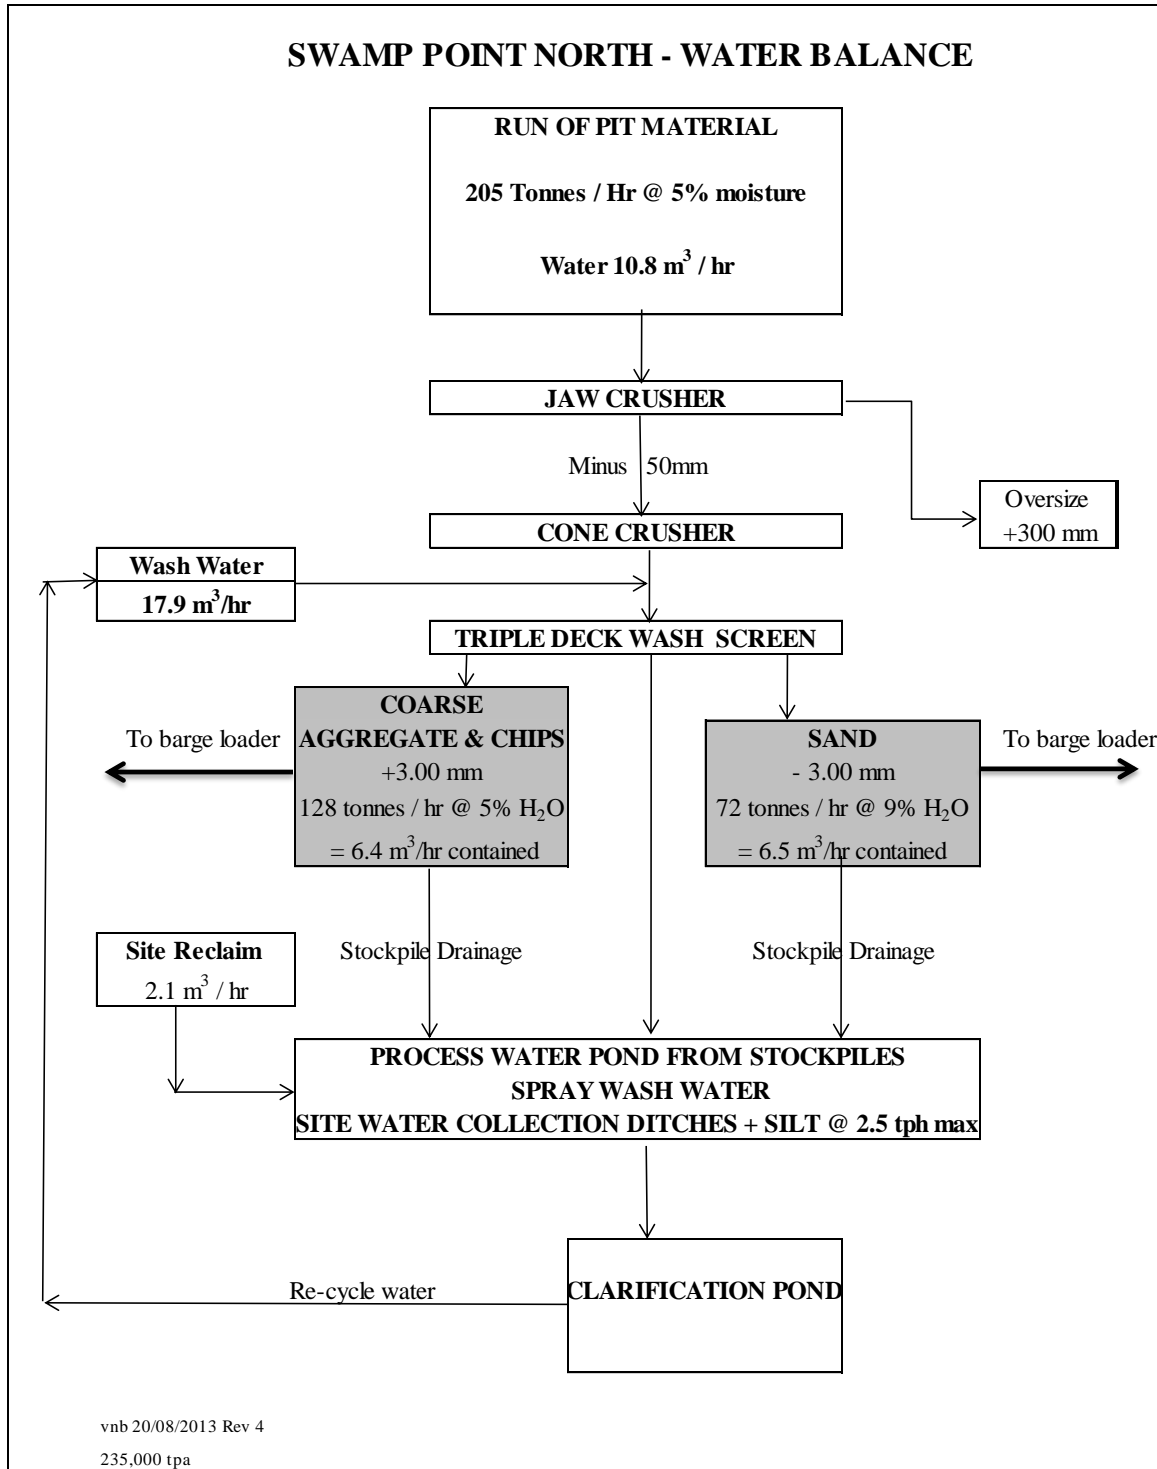 SWAMP POINT NORTH - WATER BALANCE
RUN OF PIT MATERIAL
205 Tonnes / Hr @ 5% moisture
Water 10.8 m³ / hr
JAW CRUSHER
Minus 50mm
Oversize
+300 mm
CONE CRUSHER
Wash Water
17.9 m³/hr
TRIPLE DECK WASH SCREEN
COARSE
AGGREGATE & CHIPS
+3.00 mm
128 tonnes / hr @ 5% H₂O
= 6.4 m³/hr contained
To barge loader
SAND
- 3.00 mm
72 tonnes / hr @ 9% H₂O
= 6.5 m³/hr contained
To barge loader
Site Reclaim
2.1 m³ / hr
Stockpile Drainage
Stockpile Drainage
PROCESS WATER POND FROM STOCKPILES
SPRAY WASH WATER
SITE WATER COLLECTION DITCHES + SILT @ 2.5 tph max
CLARIFICATION POND
Re-cycle water
vnb 20/08/2013 Rev 4
235,000 tpa